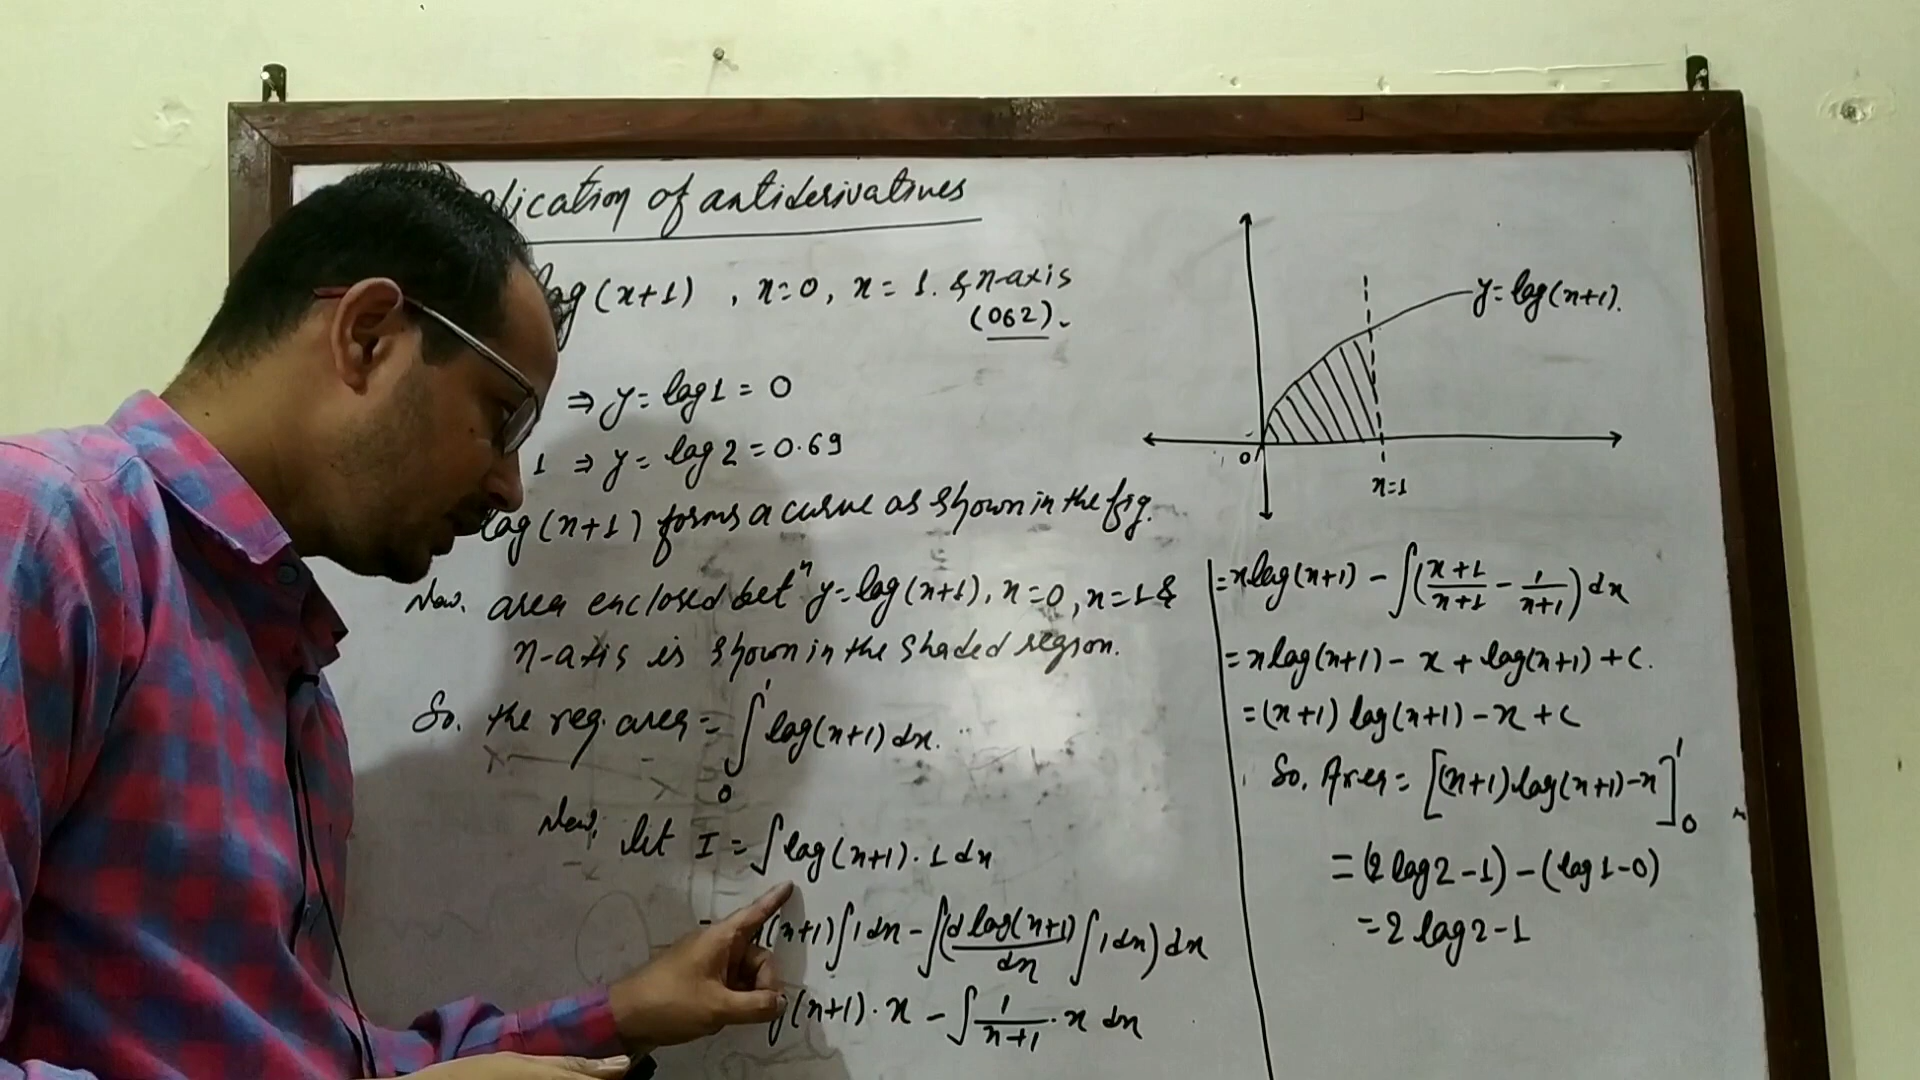 plication of antiderivatives
log (x+1) , x=0, x= 1. & x-axis
(062).
⇒ y= log1 = 0
1 ⇒ y= log 2 = 0.69
log (x+1) forms a curve as shown in the fig.
Now, area enclosed betⁿ y=log(x+1), x=0, x=1 &
x-axis is shown in the shaded region.
So, the req. area = ∫₀¹ log(x+1) dx.
Now, let I = ∫ log(x+1) . 1 dx
(x+1) ∫ 1 dx - ∫ (d log(x+1)/dx ∫ 1 dx) dx
g (x+1) . x - ∫ 1/(x+1) . x dx
y= log(x+1).
0
x=1
= x log(x+1) - ∫ ((x+1)/(x+1) - 1/(x+1)) dx
= x log(x+1) - x + log(x+1) + c.
= (x+1) log(x+1) - x + c
So, Area = [(x+1).log(x+1)-x]₀¹
= (2 log2 - 1) - (log 1-0)
= 2 log2 - 1